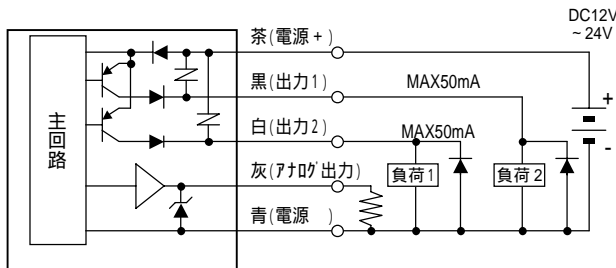 DC12V
~24V
茶(電源+)
黒(出力1)
MAX50mA
+
主回路
白(出力2)
MAX50mA
-
灰(アナログ出力)
負荷1
負荷2
青(電源 )